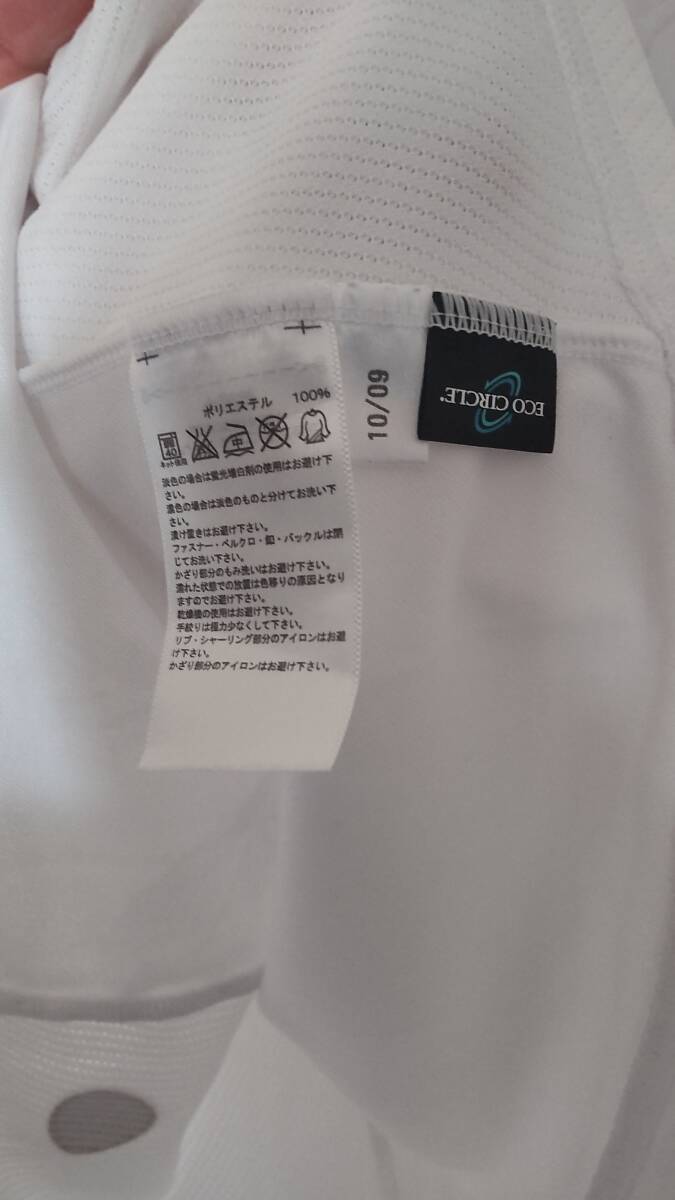 ポリエステル 100%
40
ネット使用
中
淡色の場合は蛍光増白剤の使用はお避け下
さい。
濃色の場合は淡色のものと分けてお洗い下
さい。
漬け置きはお避け下さい。
ファスナー・ベルクロ・釦・バックルは閉
じてお洗い下さい。
かざり部分のもみ洗いはお避け下さい。
濡れた状態での放置は色移りの原因となり
ますのでお避け下さい。
乾燥機の使用はお避け下さい。
手絞りは極力少なくして下さい。
リブ・シャーリング部分のアイロンはお避
け下さい。
かざり部分のアイロンはお避け下さい。
10/09
ECO CIRCLE®